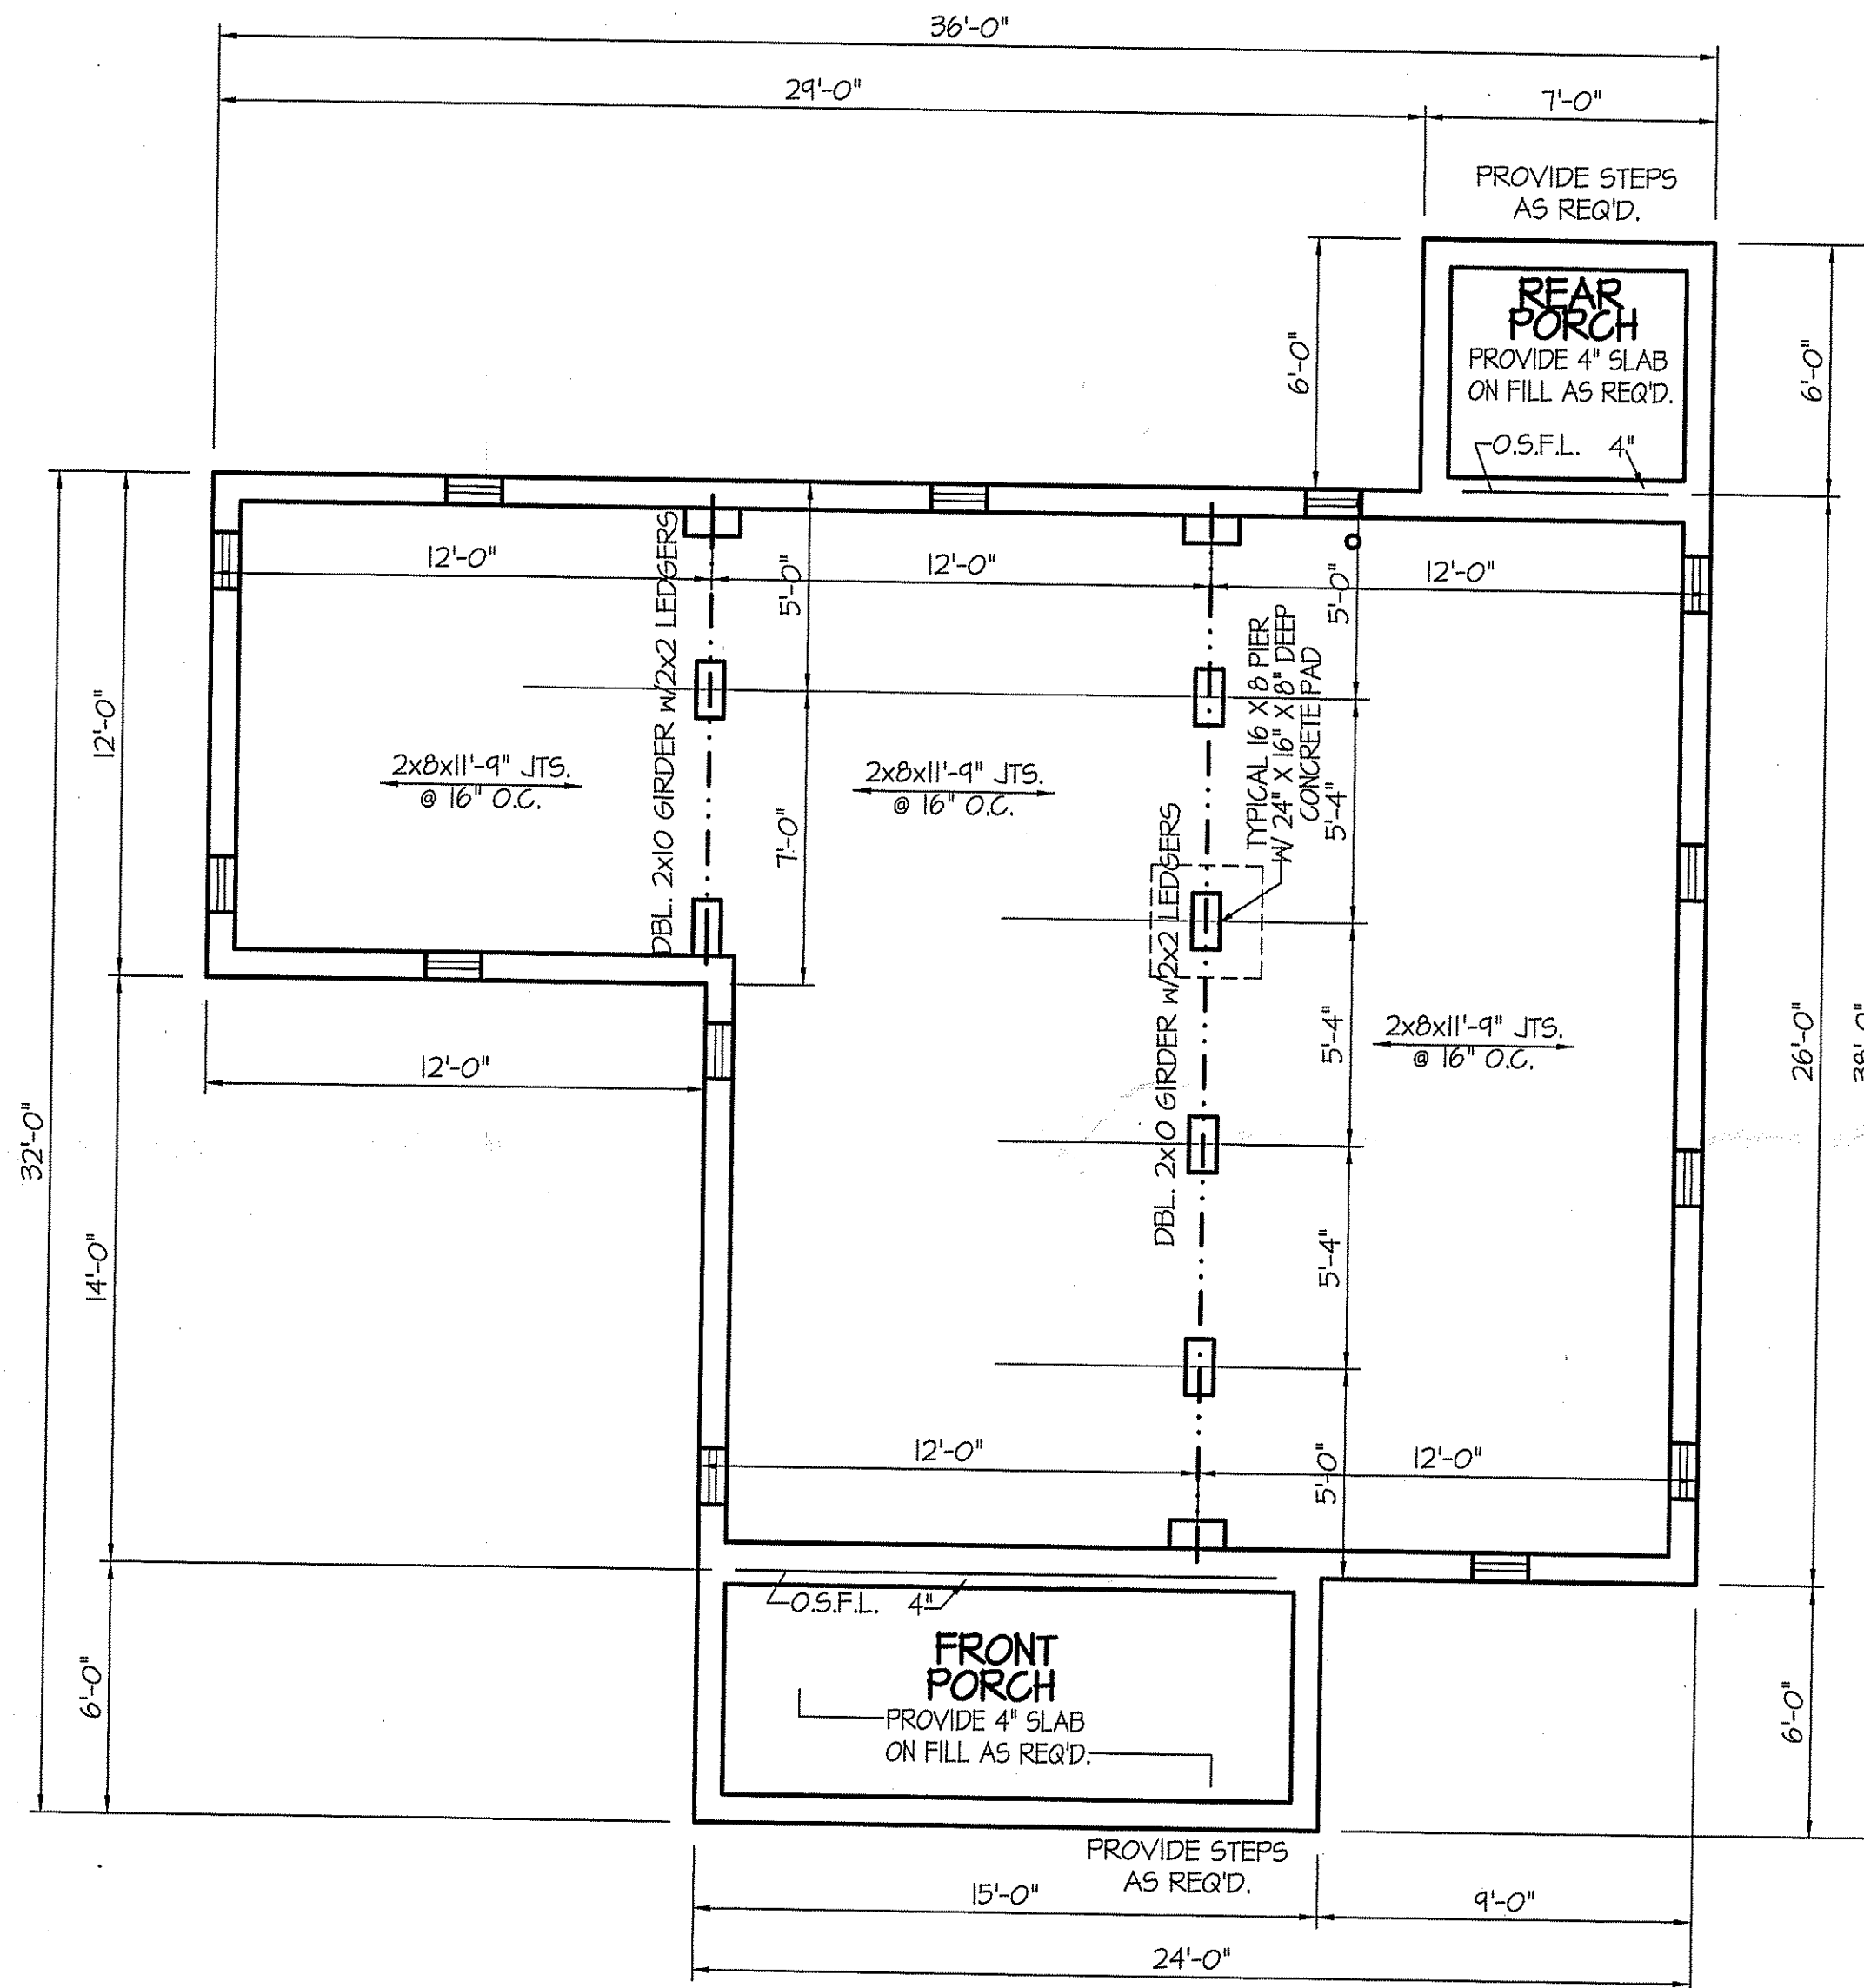 36'-0"
29'-0"
7'-0"
PROVIDE STEPS
AS REQ'D.
REAR
PORCH
PROVIDE 4" SLAB
ON FILL AS REQ'D.
O.S.F.L. 4"
6'-0"
6'-0"
12'-0"
12'-0"
12'-0"
5'-0"
5'-0"
DBL. 2x10 GIRDER w/2x2 LEDGERS
TYPICAL 16 X 8 PIER
W/ 24" X 16" X 8" DEEP
CONCRETE PAD
12'-0"
2x8x11'-9" JTS.
@ 16" O.C.
2x8x11'-9" JTS.
@ 16" O.C.
7'-0"
5'-4"
DBL. 2x10 GIRDER w/2x2 LEDGERS
5'-4"
2x8x11'-9" JTS.
@ 16" O.C.
26'-0"
12'-0"
32'-0"
14'-0"
5'-4"
12'-0"
12'-0"
5'-0"
O.S.F.L. 4"
FRONT
PORCH
PROVIDE 4" SLAB
ON FILL AS REQ'D.
6'-0"
6'-0"
PROVIDE STEPS
AS REQ'D.
15'-0"
9'-0"
24'-0"